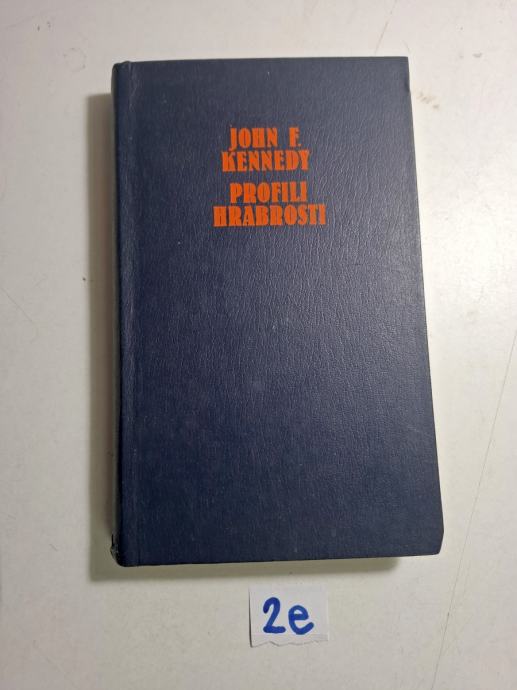 JOHN F.
KENNEDY
PROFILI
HRABROSTI
2e